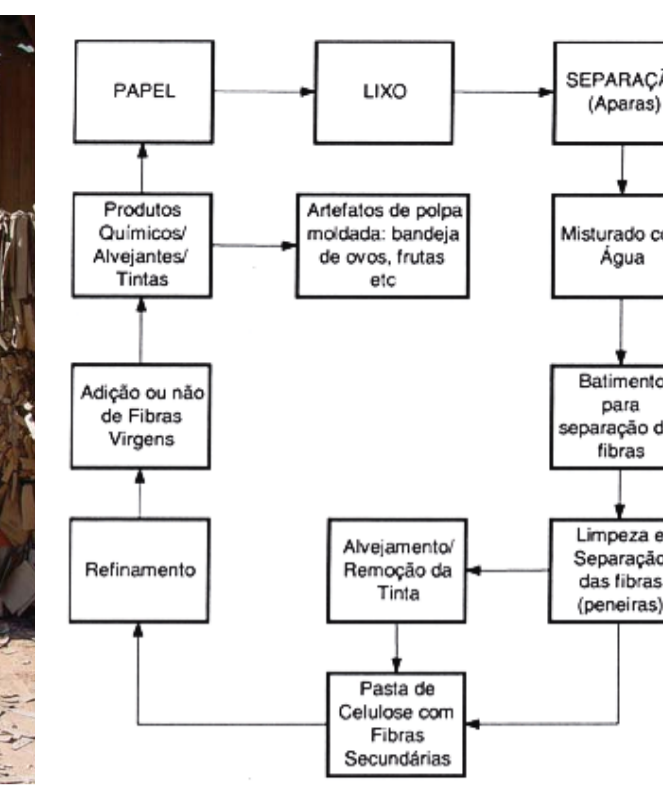 PAPEL
LIXO
(Aparas)
Produtos
Químicos/
Alvejantes/
Tintas
Artefatos de polpa
moldada: bandeja
de ovos, frutas
etc
Misturado
Água
Adição ou não
de Fibras
Virgens
Batimento
para
separação
fibras
Refinamento
Alvejamento/
Remoção da
Tinta
Limpeza e
Separação
das fibras
(peneiras)
Pasta de
Celulose com
Fibras
Secundárias